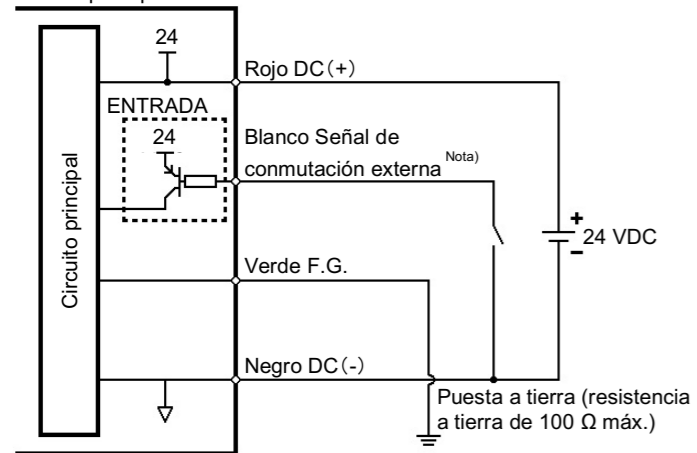 24
Rojo DC(+)
ENTRADA
24
Blanco Señal de
conmutación externa Nota)
Circuito principal
+
24 VDC
−
Verde F.G.
Negro DC(-)
Puesta a tierra (resistencia
a tierra de 100 Ω máx.)